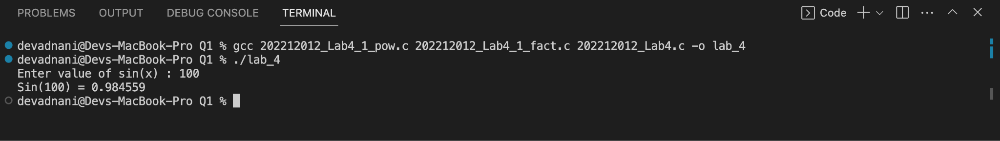 PROBLEMS OUTPUT DEBUG CONSOLE TERMINAL Code
devadnani@Devs-MacBook-Pro Q1 % gcc 202212012_Lab4_1_pow.c 202212012_Lab4_1_fact.c 202212012_Lab4.c -o lab_4
devadnani@Devs-MacBook-Pro Q1 % ./lab_4
Enter value of sin(x) : 100
Sin(100) = 0.984559
devadnani@Devs-MacBook-Pro Q1 %